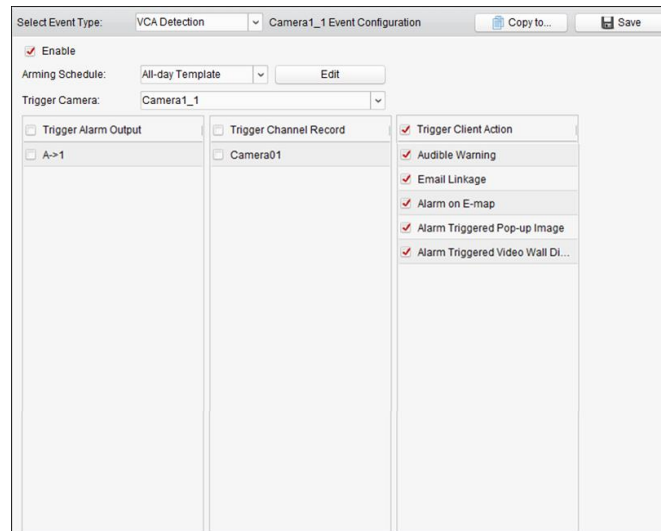 Select Event Type: VCA Detection Camera1_1 Event Configuration Copy to... Save
Enable
Arming Schedule: All-day Template Edit
Trigger Camera: Camera1_1
Trigger Alarm Output Trigger Channel Record Trigger Client Action
A->1 Camera01 Audible Warning
Email Linkage
Alarm on E-map
Alarm Triggered Pop-up Image
Alarm Triggered Video Wall Di...